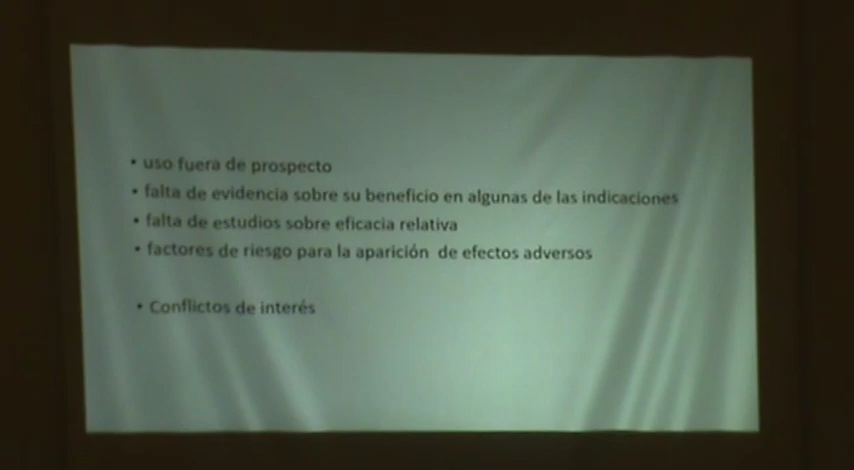 • uso fuera de prospecto
• falta de evidencia sobre su beneficio en algunas de las indicaciones
• falta de estudios sobre eficacia relativa
• factores de riesgo para la aparición de efectos adversos
• Conflictos de interés